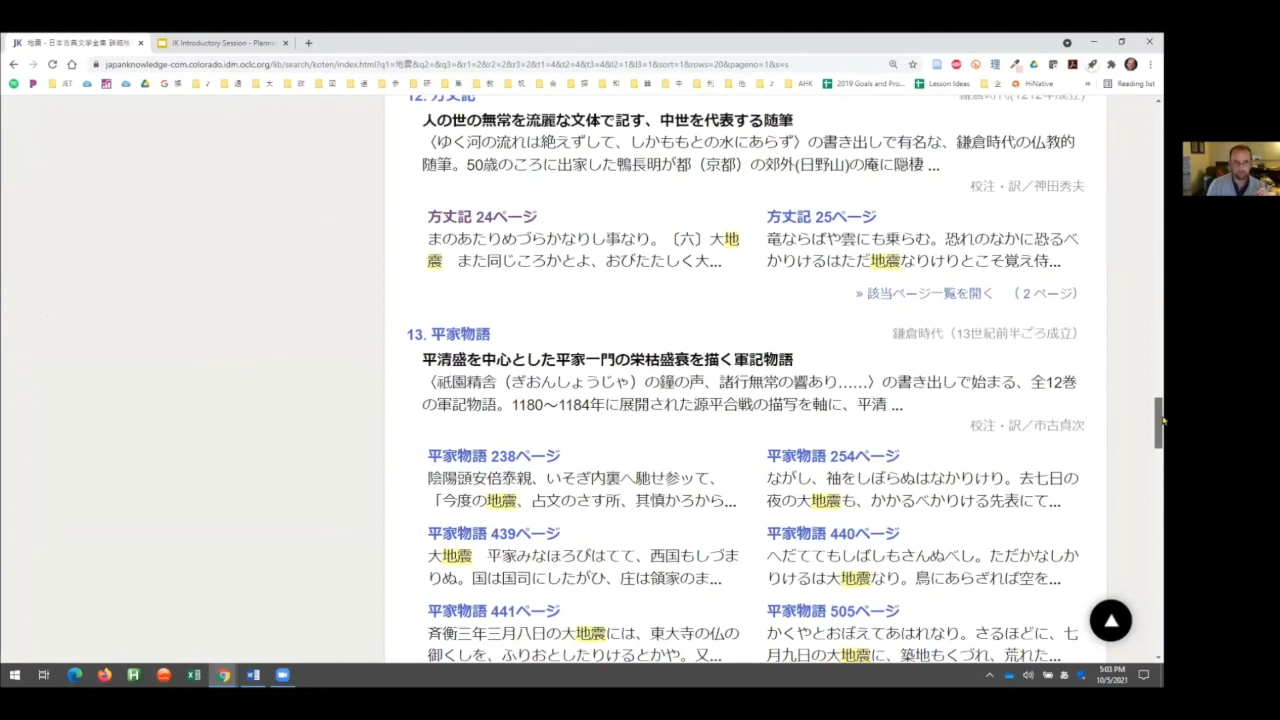 JK 地震 - 日本古典文学全集 詳細検
JK Introductory Session - Plannin
japanknowledge-com.colorado.idm.oclc.org/lib/search/koten/index.html?q1=地震&q2=&q3=&r1=2&r2=2&r3=2&t1=4&t2=4&t3=4&l2=1&l3=1&sort=1&rows=20&pageno=1&s=s
JET 大 図 教 機 会 探 和 中 利 他 AHK 2019 Goals and Pro... Lesson Ideas 企 HiNative » Reading list
12. 方丈記 鎌倉時代(1212年成立)
人の世の無常を流麗な文体で記す、中世を代表する随筆
〈ゆく河の流れは絶えずして、しかももとの水にあらず〉の書き出しで有名な、鎌倉時代の仏教的
随筆。50歳のころに出家した鴨長明が都（京都）の郊外(日野山)の庵に隠棲 ...
校注・訳／神田秀夫
方丈記 24ページ
まのあたりめづらかなりし事なり。〔六〕大地
震　また同じころかとよ、おびたたしく大...
方丈記 25ページ
竜ならばや雲にも乗らむ。恐れのなかに恐るべ
かりけるはただ地震なりけりとこそ覚え侍...
» 該当ページ一覧を開く　（ 2 ページ）
13. 平家物語 鎌倉時代（13世紀前半ごろ成立）
平清盛を中心とした平家一門の栄枯盛衰を描く軍記物語
〈祇園精舎（ぎおんしょうじゃ）の鐘の声、諸行無常の響あり……〉の書き出しで始まる、全12巻
の軍記物語。1180～1184年に展開された源平合戦の描写を軸に、平清 ...
校注・訳／市古貞次
平家物語 238ページ
陰陽頭安倍泰親、いそぎ内裏へ馳せ参ッて、
「今度の地震、占文のさす所、其慎かろから...
平家物語 254ページ
ながし、袖をしぼらぬはなかりけり。去七日の
夜の大地震も、かかるべかりける先表にて...
平家物語 439ページ
大地震　平家みなほろびはてて、西国もしづま
りぬ。国は国司にしたがひ、庄は領家のま...
平家物語 440ページ
へだててもしばしもさんぬべし。ただかなしか
りけるは大地震なり。鳥にあらざれば空を...
平家物語 441ページ
斉衡三年三月八日の大地震には、東大寺の仏の
御くしを、ふりおとしたりけるとかや。又...
平家物語 505ページ
かくやとおぼえてあはれなり。さるほどに、七
月九日の大地震に、築地もくづれ、荒れた...
5:03 PM
10/5/2021